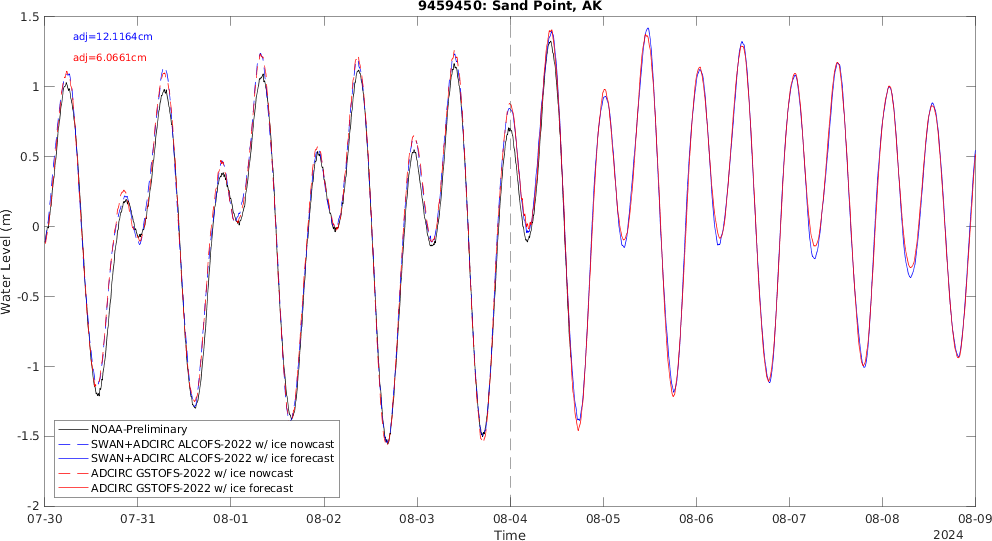 9459450: Sand Point, AK
adj=12.1164cm
adj=6.0661cm
1.5
1
0.5
0
-0.5
-1
-1.5
-2
Water Level (m)
NOAA-Preliminary
SWAN+ADCIRC ALCOFS-2022 w/ ice nowcast
SWAN+ADCIRC ALCOFS-2022 w/ ice forecast
ADCIRC GSTOFS-2022 w/ ice nowcast
ADCIRC GSTOFS-2022 w/ ice forecast
07-30 07-31 08-01 08-02 08-03 08-04 08-05 08-06 08-07 08-08 08-09
Time
2024